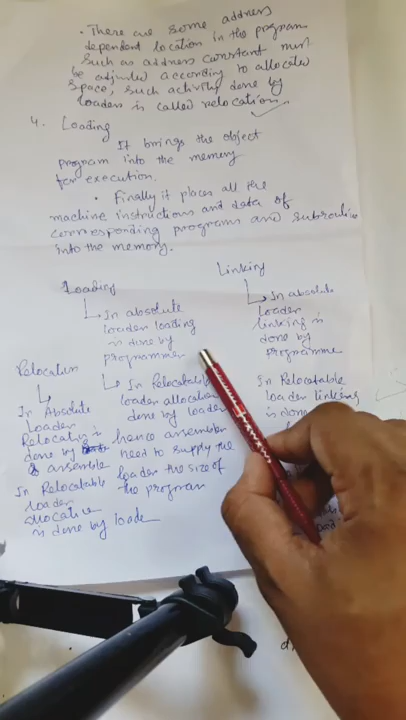 • There are some address
dependent location in the program
such as address constant must
be adjusted according to allocated
space, such activity done by
loader is called relocation.
4. Loading
It brings the object
program into the memory
for execution.
• Finally it places all the
machine instructions and data of
corresponding programs and subroutine
into the memory.
Loading
In absolute
loader loading
is done by
programmer
In Relocatable
loader allocation
done by loader
hence assembler
need to supply the
loader the size of
the program
Linking
In absolute
Loader
linking is
done by
programme
In Relocatable
loader linking
is done
Relocation
In Absolute
Loader
Relocation is
done by
assemble
In Relocatable
loader
allocative
is done by loade